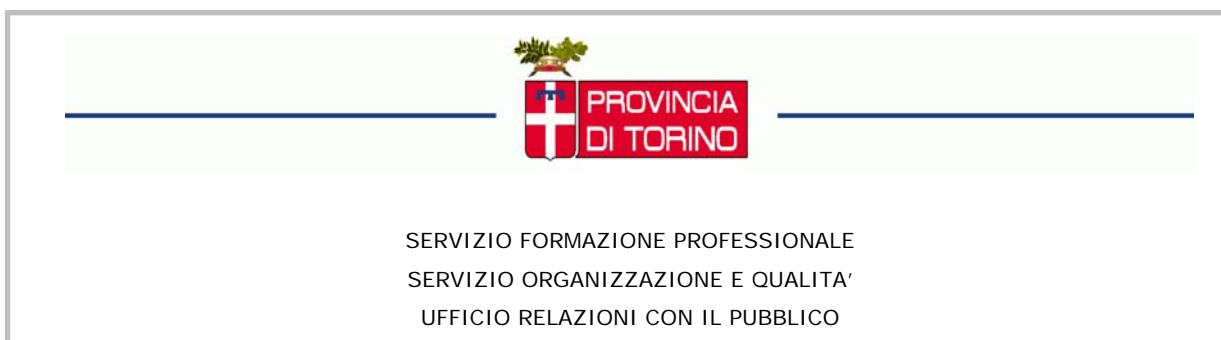 PROVINCIA
DI TORINO
SERVIZIO FORMAZIONE PROFESSIONALE
SERVIZIO ORGANIZZAZIONE E QUALITA’
UFFICIO RELAZIONI CON IL PUBBLICO